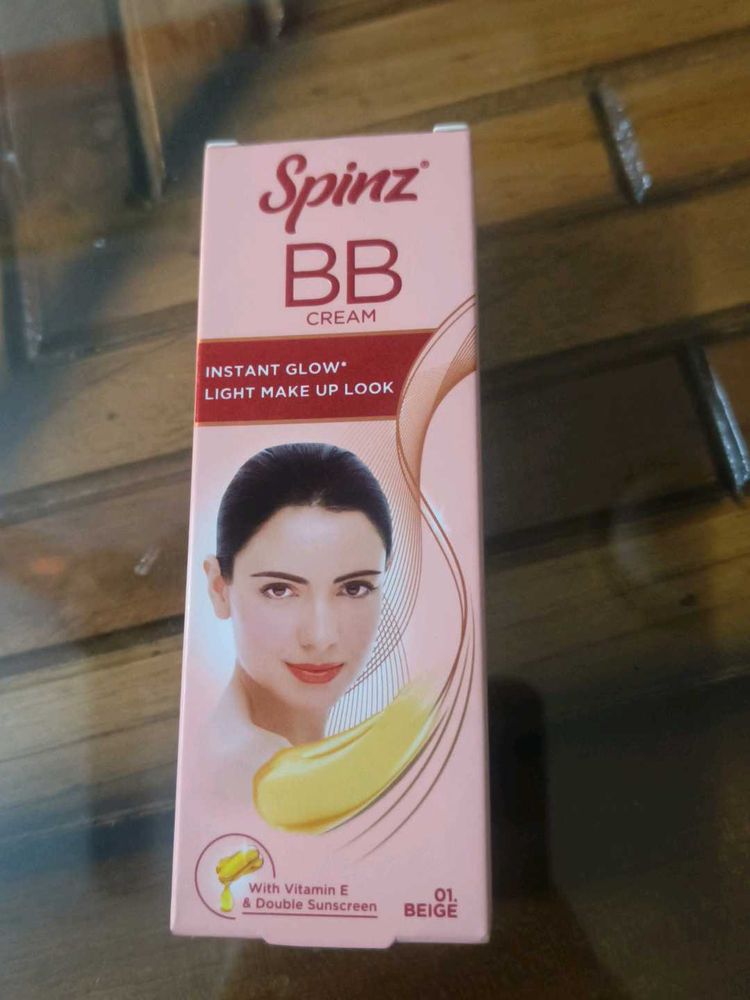 Spinz®
BB
CREAM
INSTANT GLOW*
LIGHT MAKE UP LOOK
With Vitamin E
& Double Sunscreen
01.
BEIGE